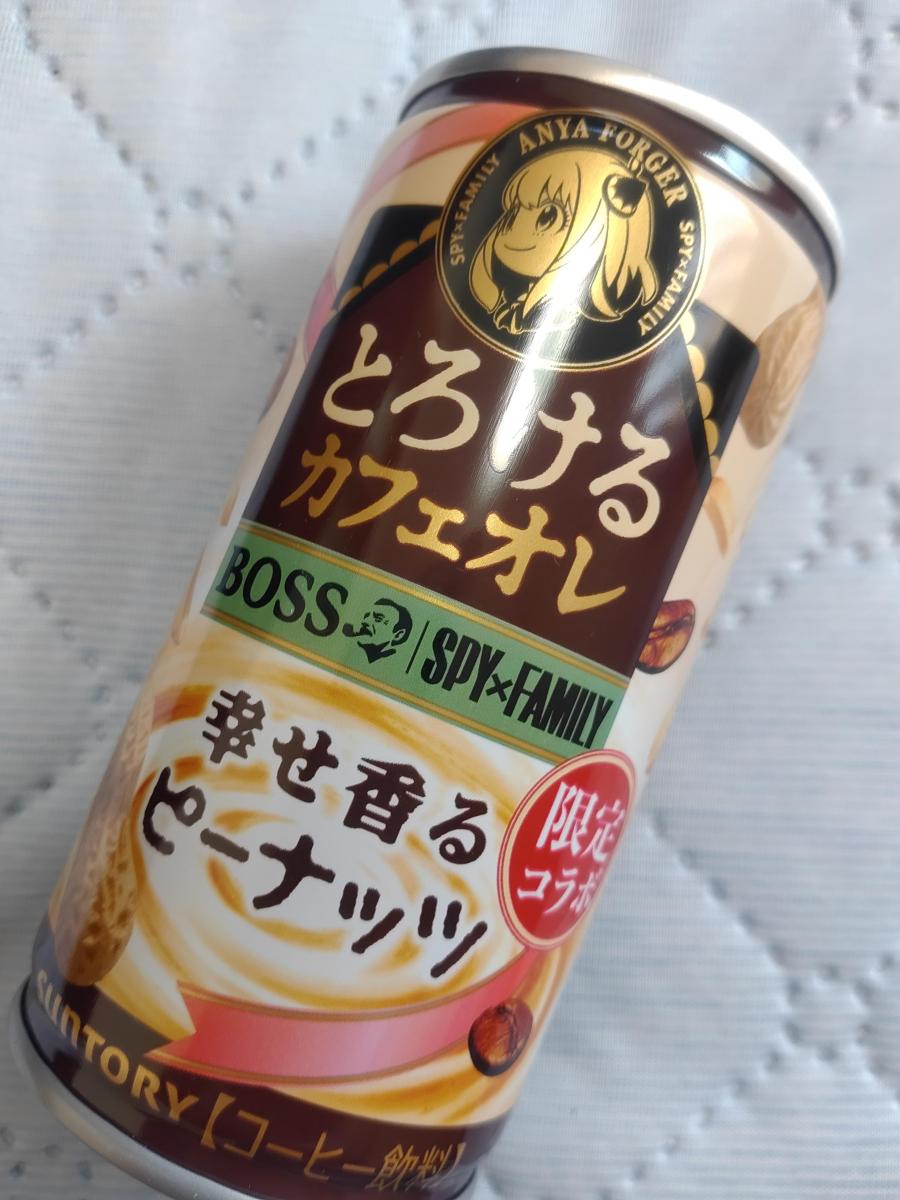 ANYA FORGER
SPY×FAMILY
SPY×FAMILY
とろける
カフェオレ
BOSS SPY×FAMILY
幸せ香る
ピーナッツ
限定
コラボ
SUNTORY【コーヒー飲料】